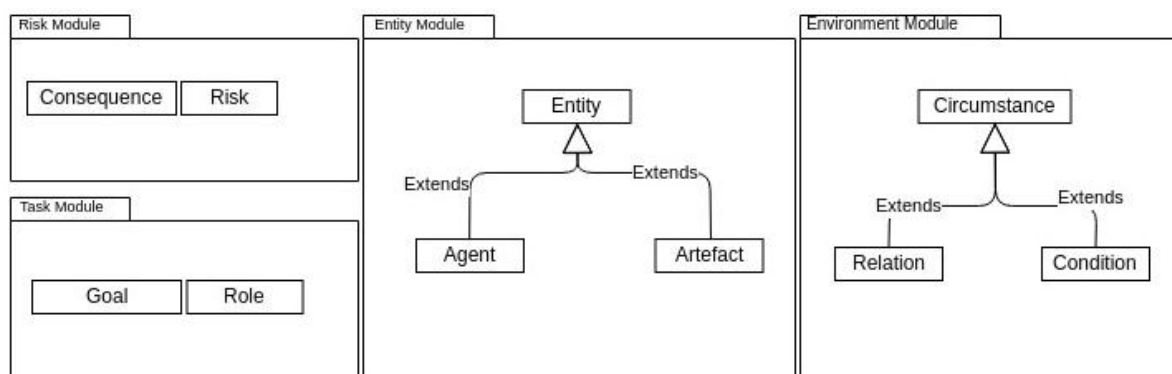 Risk Module
Consequence
Risk
Task Module
Goal
Role
Entity Module
Entity
Extends
Extends
Agent
Artefact
Environment Module
Circumstance
Extends
Extends
Relation
Condition